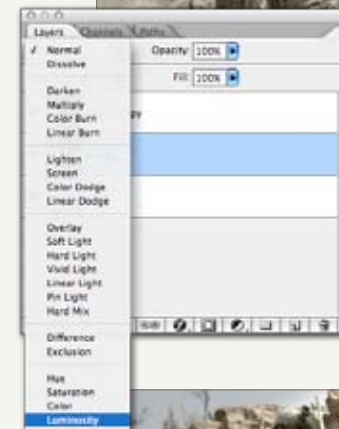 Layers Channels Paths
✓ Normal Opacity: 100%
Dissolve
Fill: 100%
Darken
Multiply
Color Burn
Linear Burn
Lighten
Screen
Color Dodge
Linear Dodge
Overlay
Soft Light
Hard Light
Vivid Light
Linear Light
Pin Light
Hard Mix
Difference
Exclusion
Hue
Saturation
Color
Luminosity